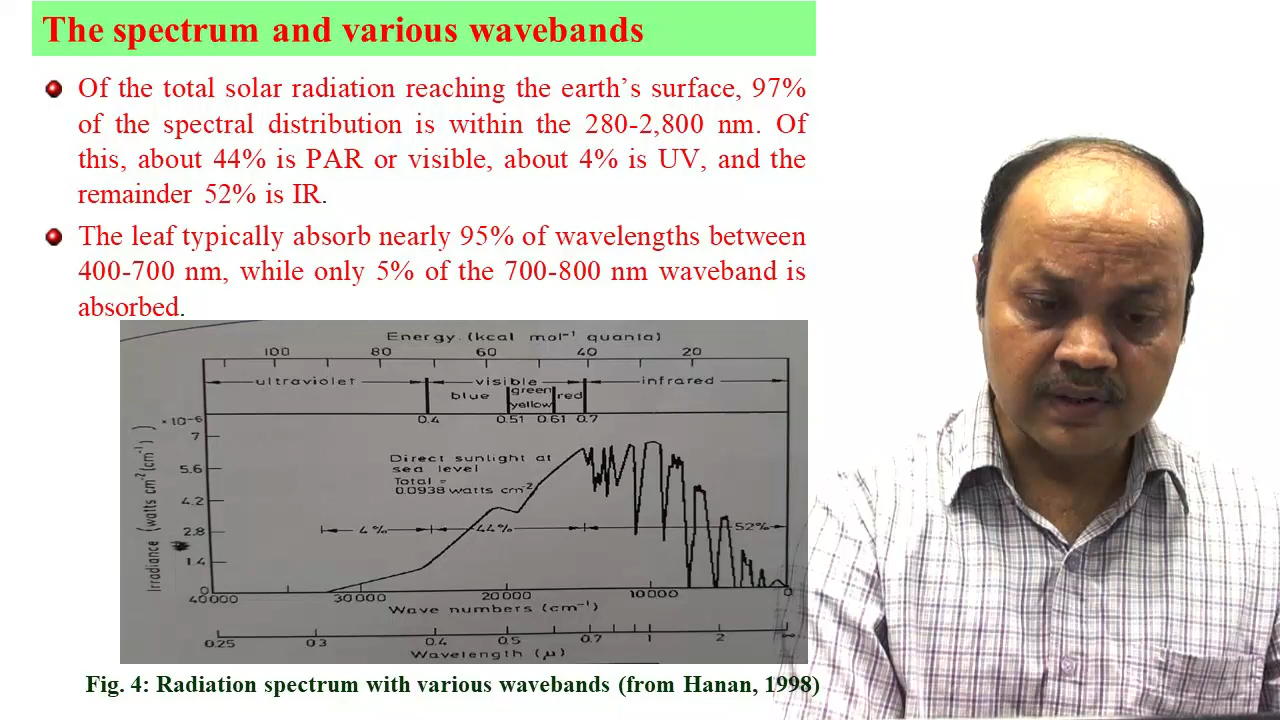 The spectrum and various wavebands
Of the total solar radiation reaching the earth's surface, 97%
of the spectral distribution is within the 280-2,800 nm. Of
this, about 44% is PAR or visible, about 4% is UV, and the
remainder 52% is IR.
The leaf typically absorb nearly 95% of wavelengths between
400-700 nm, while only 5% of the 700-800 nm waveband is
absorbed.
Energy (kcal mol⁻¹ quanta)
100 80 60 40 20
ultraviolet visible infrared
blue green yellow red
0.4 0.51 0.61 0.7
×10⁻⁶
7
5.6
4.2
2.8
1.4
0
Irradiance (watts cm⁻²(cm⁻¹))
Direct sunlight at
sea level
Total =
0.0938 watts cm⁻²
4% 44% 52%
40000 30000 20000 10000 0
Wave numbers (cm⁻¹)
0.25 0.3 0.4 0.5 0.7 1 2 ∞
Wavelength (μ)
Fig. 4: Radiation spectrum with various wavebands (from Hanan, 1998)